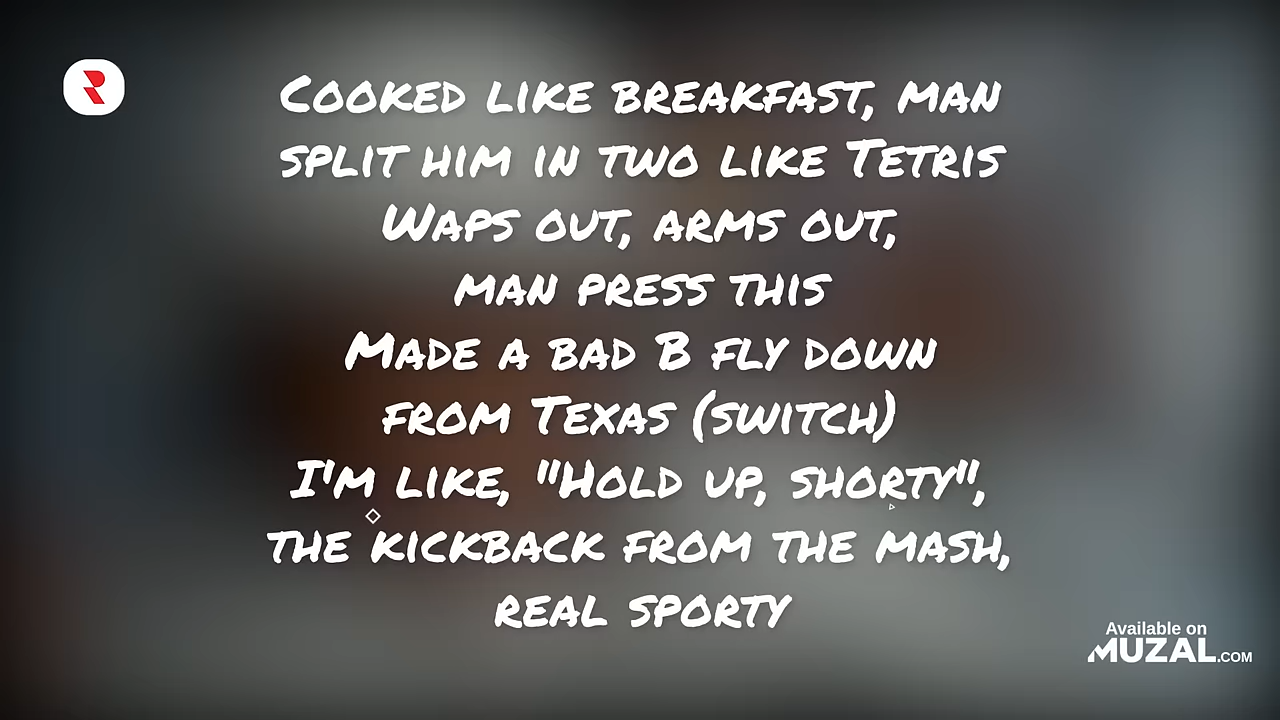 Cooked like breakfast, man
split him in two like Tetris
Waps out, arms out,
man press this
Made a bad B fly down
from Texas (switch)
I'm like, "Hold up, shorty",
the kickback from the mash,
real sporty
Available on
MUZAL.COM